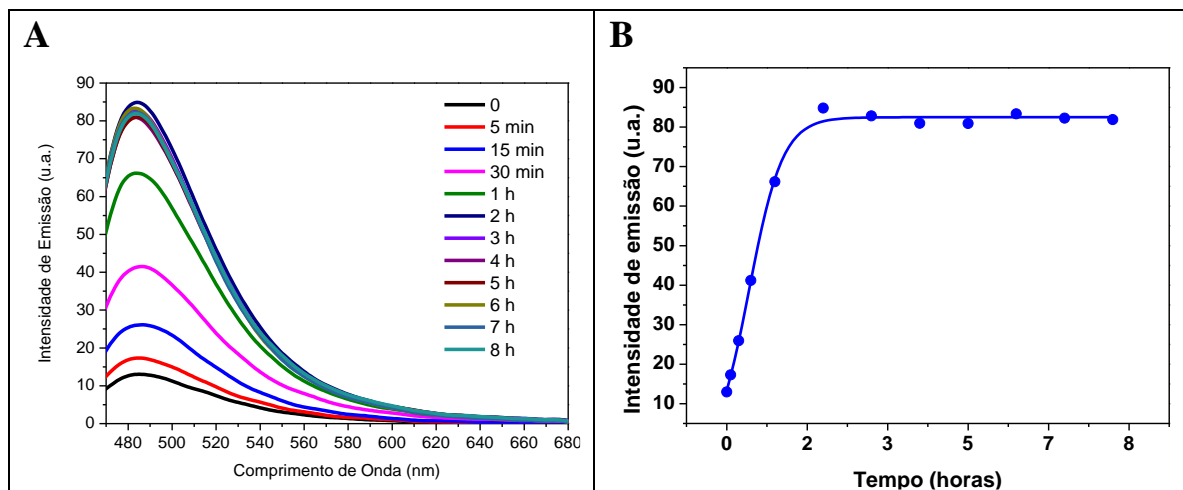 A
Intensidade de Emissão (u.a.)
90
80
70
60
50
40
30
20
10
0
480 500 520 540 560 580 600 620 640 660 680
Comprimento de Onda (nm)
0
5 min
15 min
30 min
1 h
2 h
3 h
4 h
5 h
6 h
7 h
8 h
B
Intensidade de emissão (u.a.)
100
90
80
70
60
50
40
30
20
10
0 2 3 5 7 8
Tempo (horas)